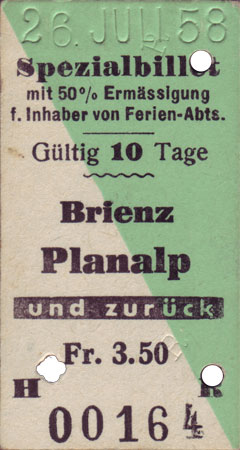 26. JULI 58
Spezialbillet
mit 50% Ermässigung
f. Inhaber von Ferien-Abts.
Gültig 10 Tage
Brienz
Planalp
und zurück
Fr. 3.50
H R
00164